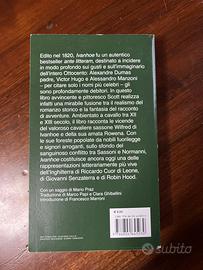 Edito nel 1820, Ivanhoe fu un autentico
bestseller ante litteram, destinato a incidere
in modo profondo sui gusti e sull'immaginario
dell'intero Ottocento: Alexandre Dumas
padre, Victor Hugo e Alessandro Manzoni
– per citare solo i nomi più celebri – gli
sono profondamente debitori. In questo
libro avvincente e pittoresco Scott realizza
infatti una mirabile fusione tra il realismo del
romanzo storico e la fantasia del racconto
di avventure. Ambientato a cavallo tra XII
e XIII secolo, il libro racconta le vicende
del valoroso cavaliere sassone Wilfred di
Ivanhoe e della sua amata Rowena. Con
le sue foreste popolate da nobili fuorilegge
e signori arroganti, sullo sfondo del
sanguinoso conflitto tra Sassoni e Normanni,
Ivanhoe costituisce ancora oggi una delle
rappresentazioni letterariamente più vive
dell'Inghilterra di Riccardo Cuor di Leone,
di Giovanni Senzaterra e di Robin Hood.
Con un saggio di Mario Praz
Traduzione di Marco Papi e Clara Ghibellini
Introduzione di Francesco Marroni
subito